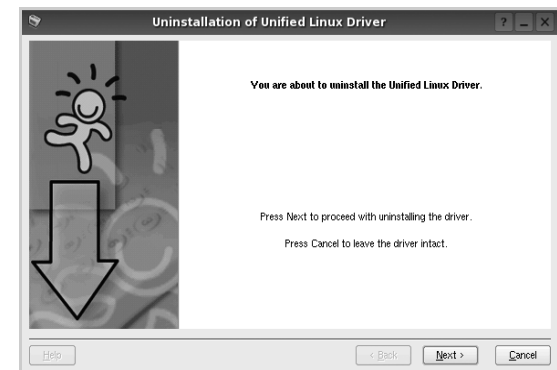 Uninstallation of Unified Linux Driver
You are about to uninstall the Unified Linux Driver.
Press Next to proceed with uninstalling the driver.
Press Cancel to leave the driver intact.
Help
< Back
Next >
Cancel